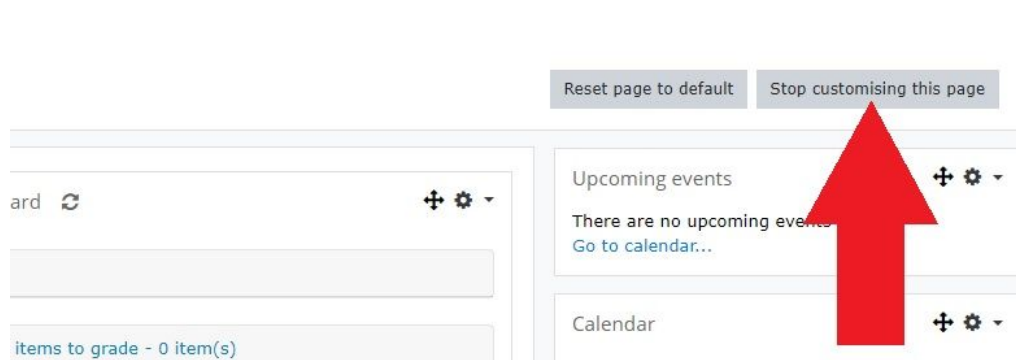 Reset page to default
Stop customising this page
ard
items to grade - 0 item(s)
Upcoming events
There are no upcoming events
Go to calendar...
Calendar